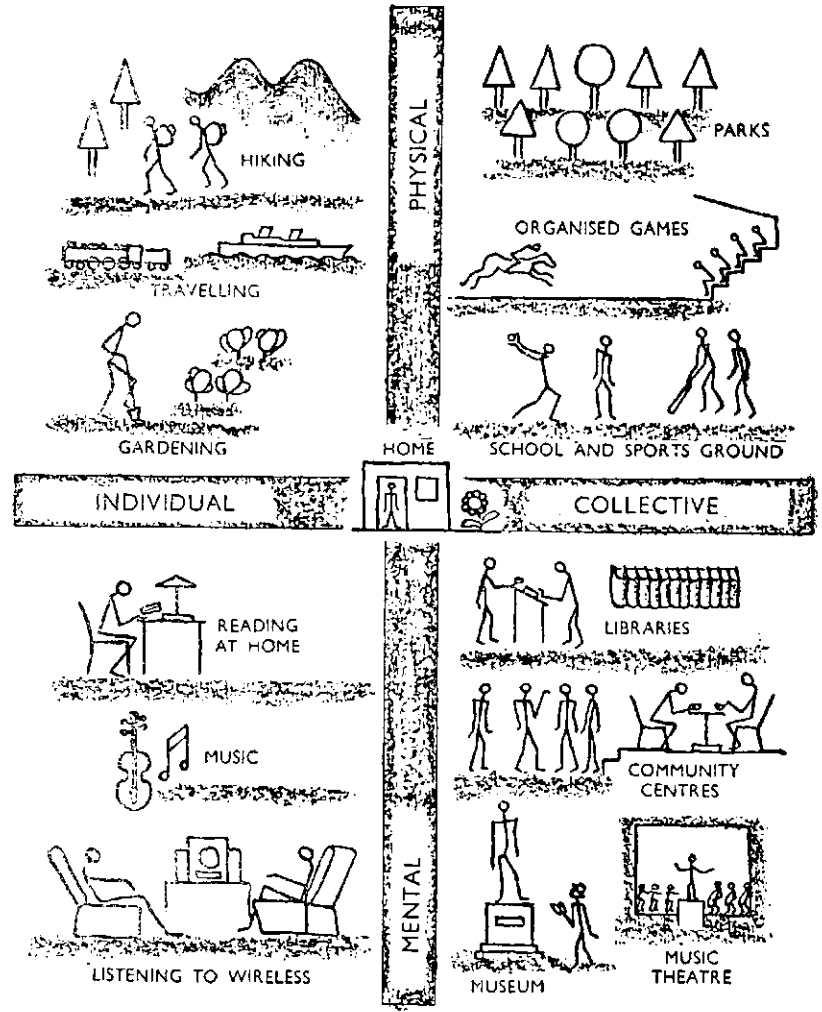 PHYSICAL
HIKING
TRAVELLING
GARDENING
PARKS
ORGANISED GAMES
SCHOOL AND SPORTS GROUND
HOME
INDIVIDUAL
COLLECTIVE
READING
AT HOME
MUSIC
LISTENING TO WIRELESS
MENTAL
LIBRARIES
COMMUNITY
CENTRES
MUSEUM
MUSIC
THEATRE